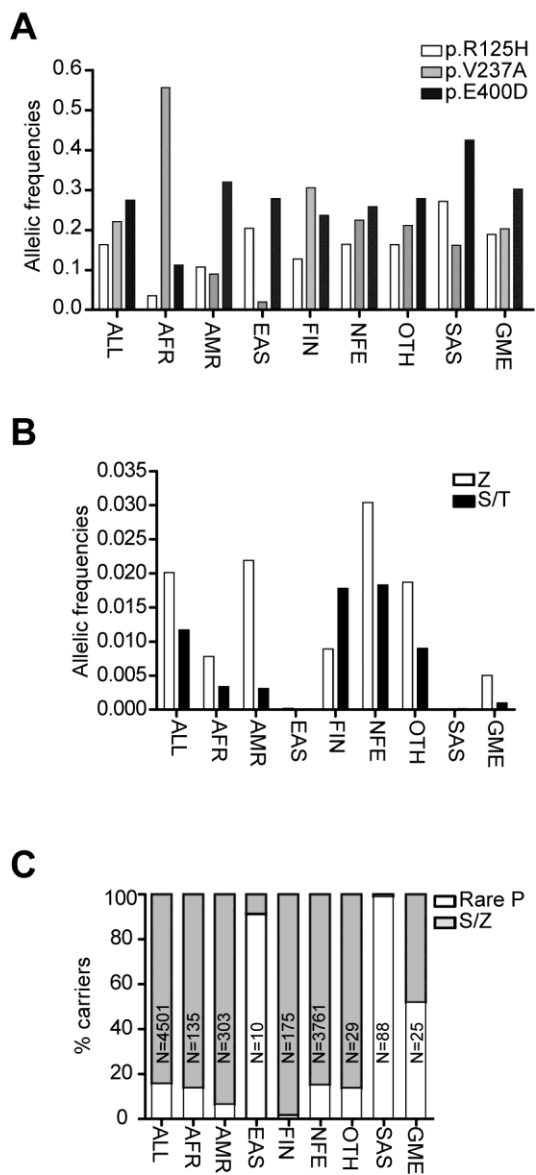 A
p.R125H
p.V237A
p.E400D
Allelic frequencies
0.6
0.5
0.4
0.3
0.2
0.1
0.0
ALL AFR AMR EAS FIN NFE OTH SAS GME
B
Z
S/T
Allelic frequencies
0.035
0.030
0.025
0.020
0.015
0.010
0.005
0.000
ALL AFR AMR EAS FIN NFE OTH SAS GME
C
Rare P
S/Z
% carriers
100
80
60
40
20
0
N=4501 N=135 N=303 N=10 N=175 N=3761 N=29 N=88 N=25
ALL AFR AMR EAS FIN NFE OTH SAS GME